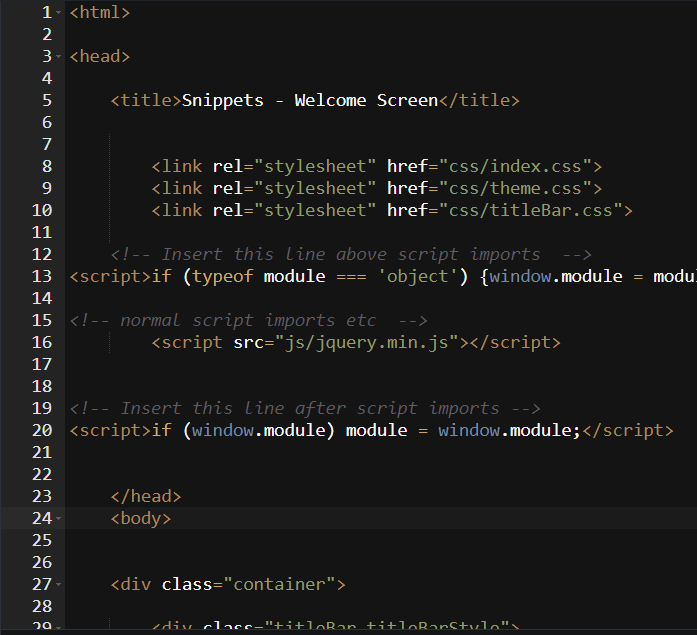 1 <html>
2
3 <head>
4
5 <title>Snippets - Welcome Screen</title>
6
7
8 <link rel="stylesheet" href="css/index.css">
9 <link rel="stylesheet" href="css/theme.css">
10 <link rel="stylesheet" href="css/titleBar.css">
11
12 <!-- Insert this line above script imports  -->
13 <script>if (typeof module === 'object') {window.module = modu
14
15 <!-- normal script imports etc  -->
16 <script src="js/jquery.min.js"></script>
17
18
19 <!-- Insert this line after script imports -->
20 <script>if (window.module) module = window.module;</script>
21
22
23 </head>
24 <body>
25
26
27 <div class="container">
28
29 <div class="titleBar titleBarStyle">